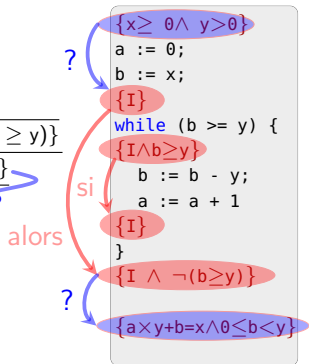 {x≥ 0∧ y>0}
a := 0;
?
b := x;
{I}
≥ y)}
while (b >= y) {
{I∧b≥y}
}
si
b := b - y;
a := a + 1
alors
{I}
}
{I ∧ ¬(b≥y)}
?
{a×y+b=x∧0≤b<y}